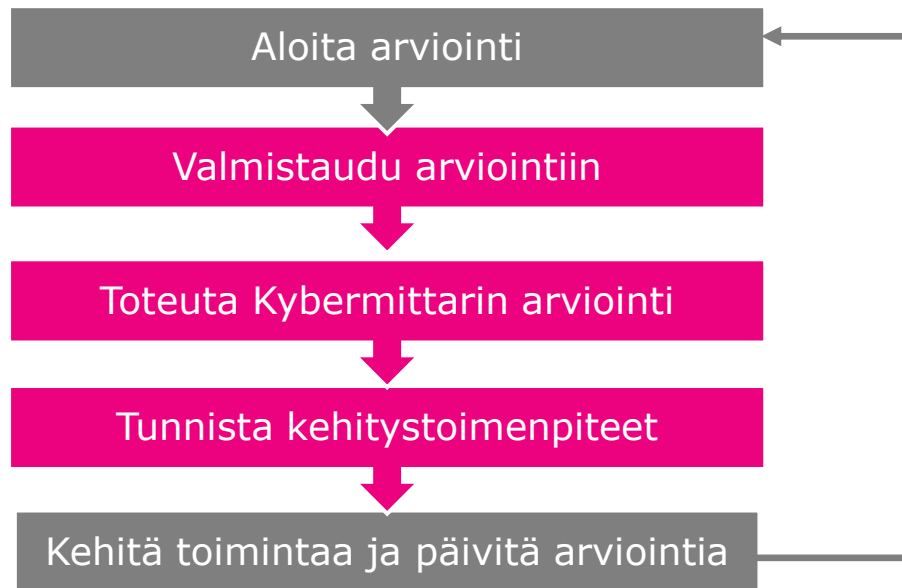 Aloita arviointi
Valmistaudu arviointiin
Toteuta Kybermittarin arviointi
Tunnista kehitystoimenpiteet
Kehitä toimintaa ja päivitä arviointia